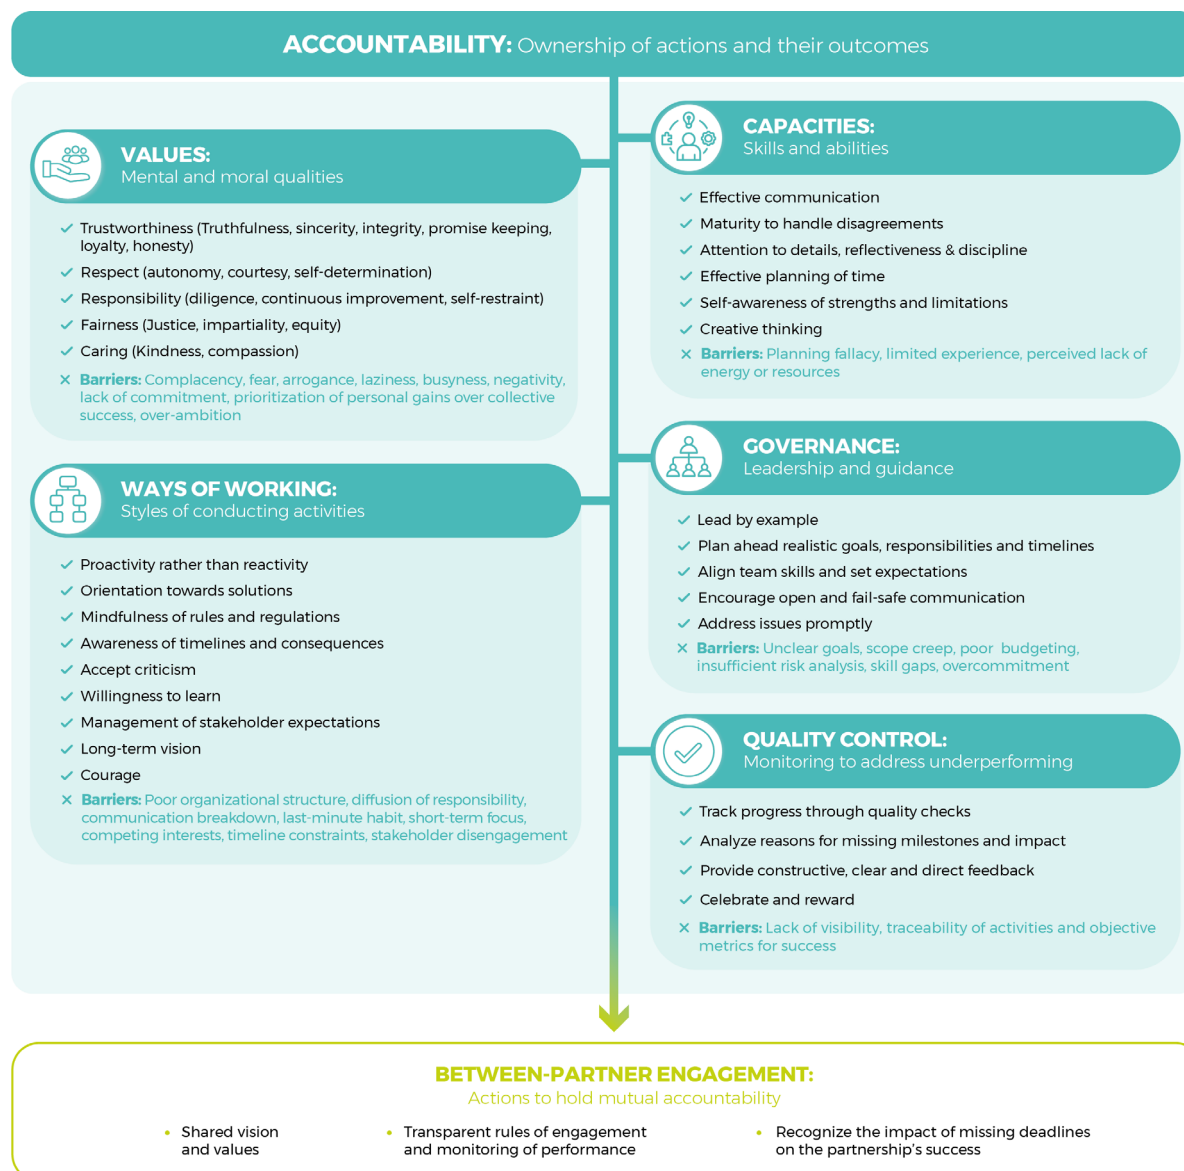 ACCOUNTABILITY: Ownership of actions and their outcomes
VALUES:
Mental and moral qualities
Trustworthiness (Truthfulness, sincerity, integrity, promise keeping,
loyalty, honesty)
Respect (autonomy, courtesy, self-determination)
Responsibility (diligence, continuous improvement, self-restraint)
Fairness (Justice, impartiality, equity)
Caring (Kindness, compassion)
Barriers: Complacency, fear, arrogance, laziness, busyness, negativity,
lack of commitment, prioritization of personal gains over collective
success, over-ambition
WAYS OF WORKING:
Styles of conducting activities
Proactivity rather than reactivity
Orientation towards solutions
Mindfulness of rules and regulations
Awareness of timelines and consequences
Accept criticism
Willingness to learn
Management of stakeholder expectations
Long-term vision
Courage
Barriers: Poor organizational structure, diffusion of responsibility,
communication breakdown, last-minute habit, short-term focus,
competing interests, timeline constraints, stakeholder disengagement
CAPACITIES:
Skills and abilities
Effective communication
Maturity to handle disagreements
Attention to details, reflectiveness & discipline
Effective planning of time
Self-awareness of strengths and limitations
Creative thinking
Barriers: Planning fallacy, limited experience, perceived lack of
energy or resources
GOVERNANCE:
Leadership and guidance
Lead by example
Plan ahead realistic goals, responsibilities and timelines
Align team skills and set expectations
Encourage open and fail-safe communication
Address issues promptly
Barriers: Unclear goals, scope creep, poor budgeting,
insufficient risk analysis, skill gaps, overcommitment
QUALITY CONTROL:
Monitoring to address underperforming
Track progress through quality checks
Analyze reasons for missing milestones and impact
Provide constructive, clear and direct feedback
Celebrate and reward
Barriers: Lack of visibility, traceability of activities and objective
metrics for success
BETWEEN-PARTNER ENGAGEMENT:
Actions to hold mutual accountability
Shared vision
and values
Transparent rules of engagement
and monitoring of performance
Recognize the impact of missing deadlines
on the partnership's success